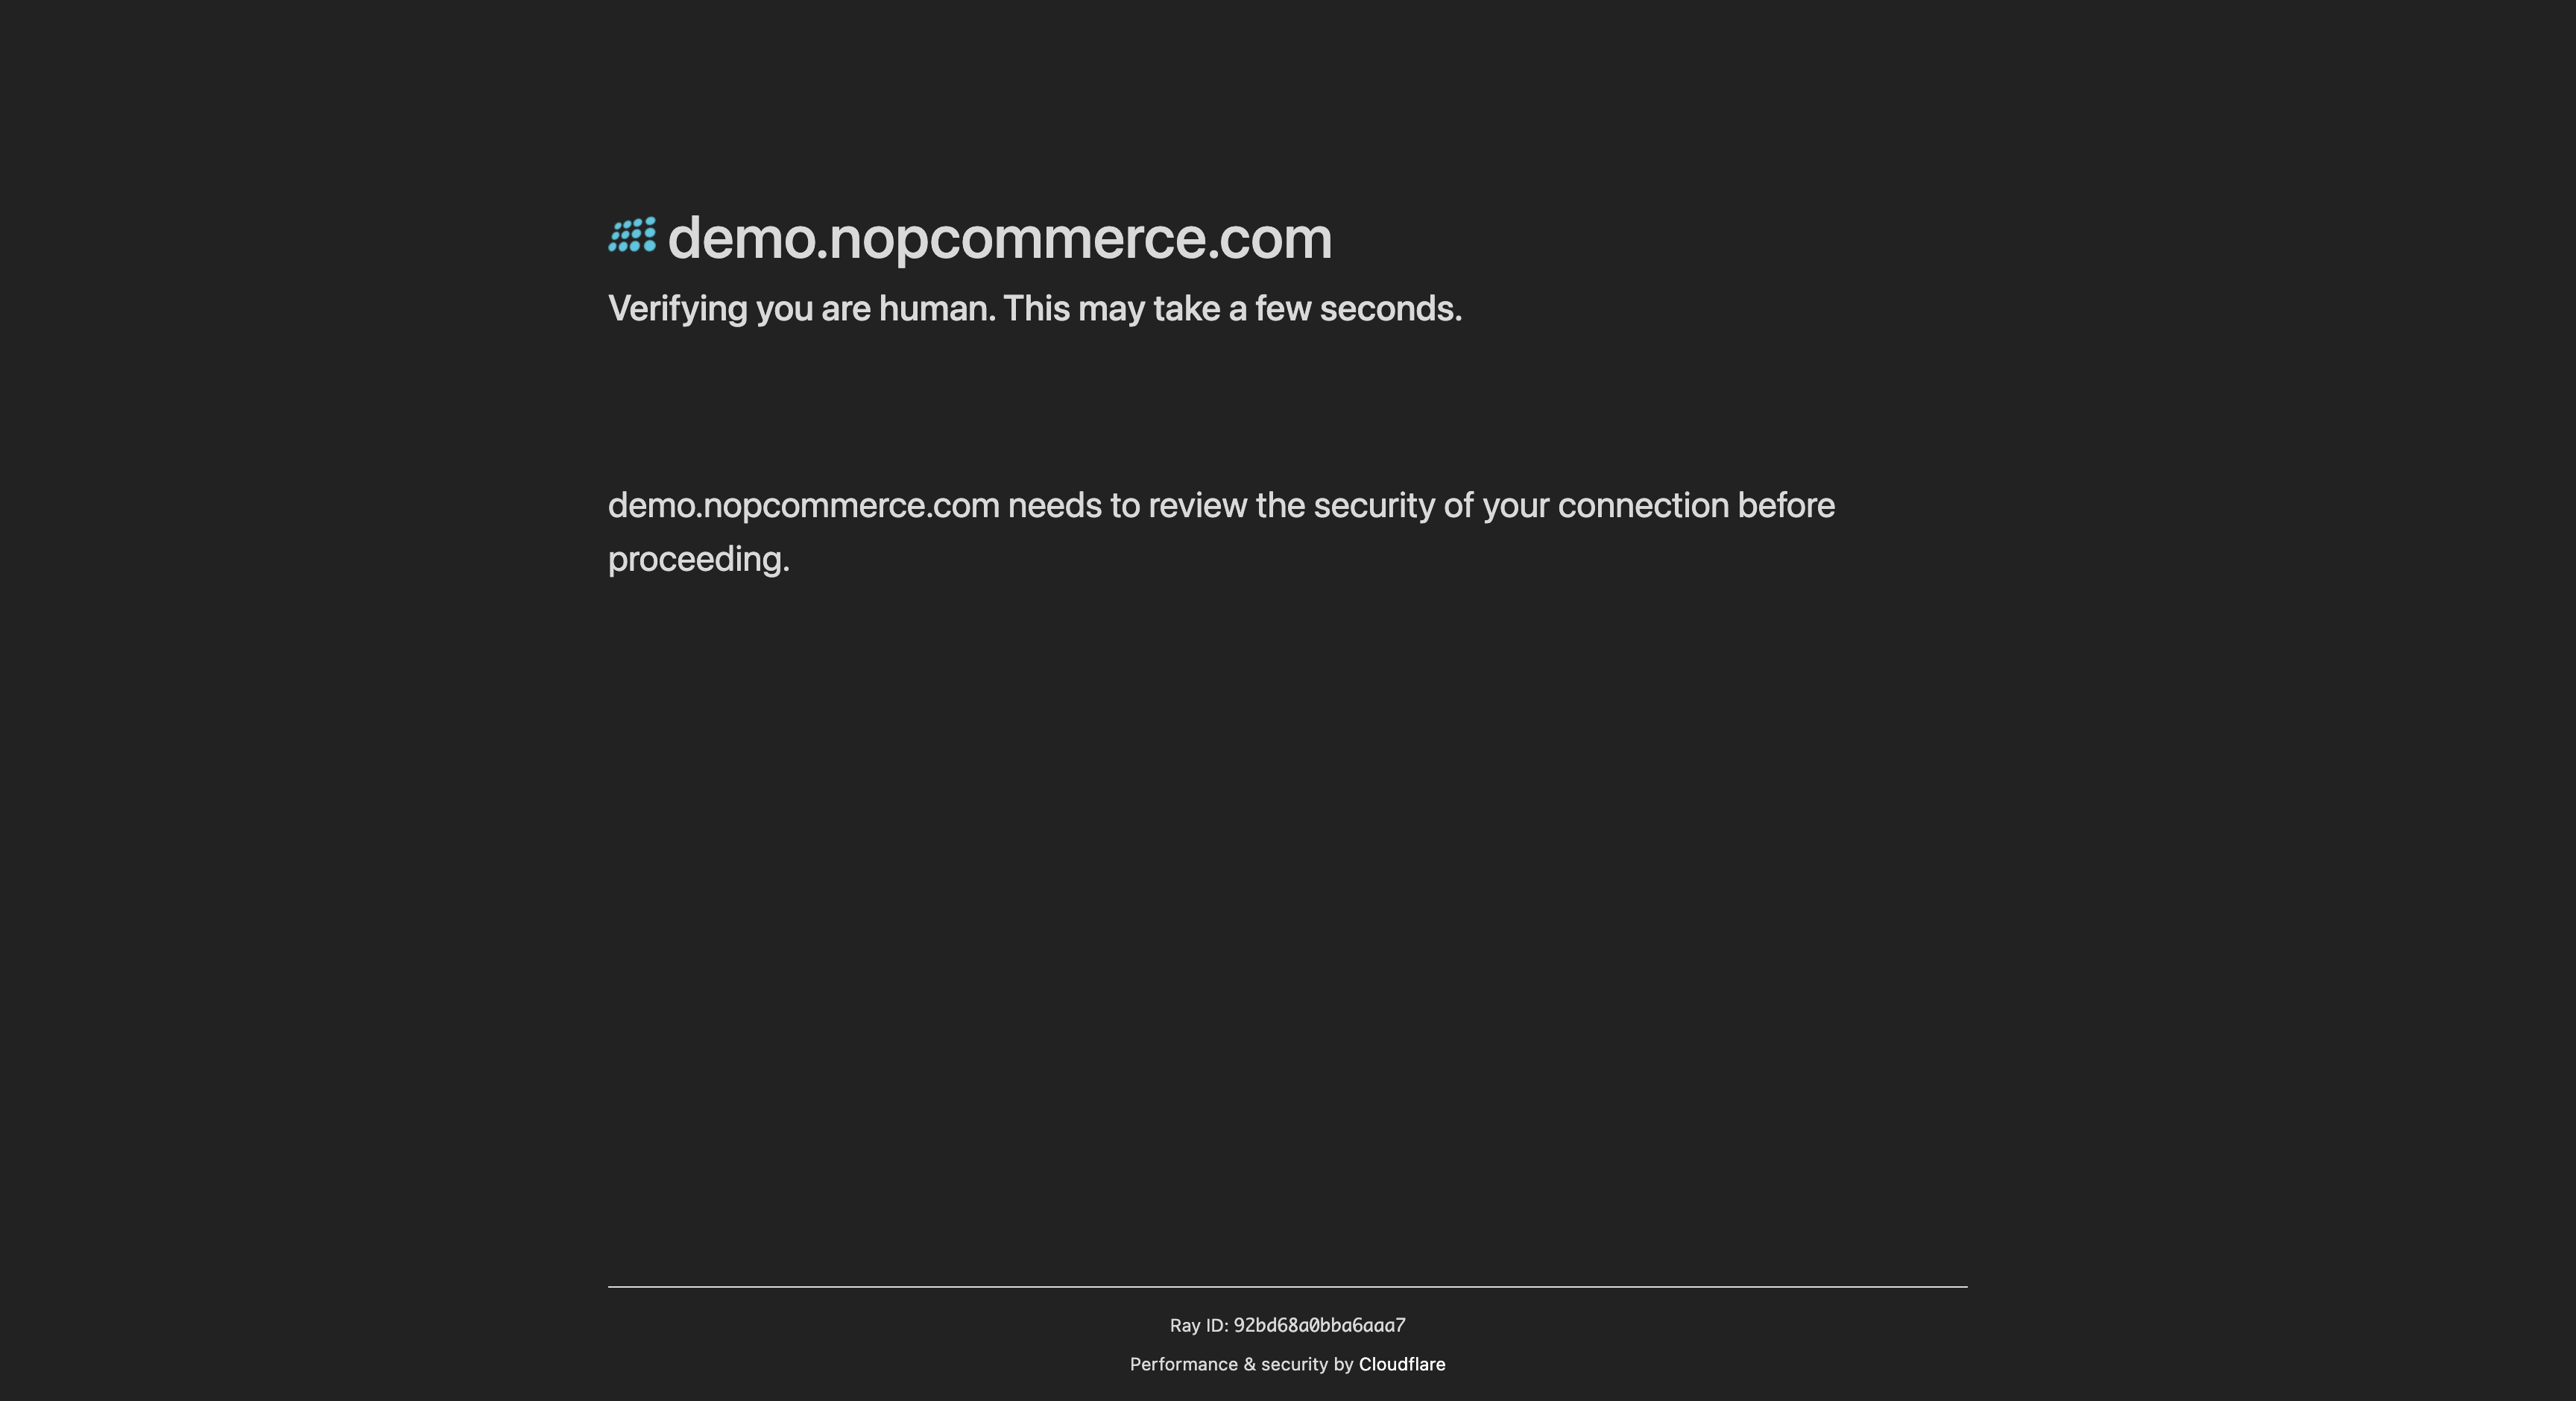 demo.nopcommerce.com
Verifying you are human. This may take a few seconds.
demo.nopcommerce.com needs to review the security of your connection before
proceeding.
Ray ID: 92bd68a0bba6aaa7
Performance & security by Cloudflare